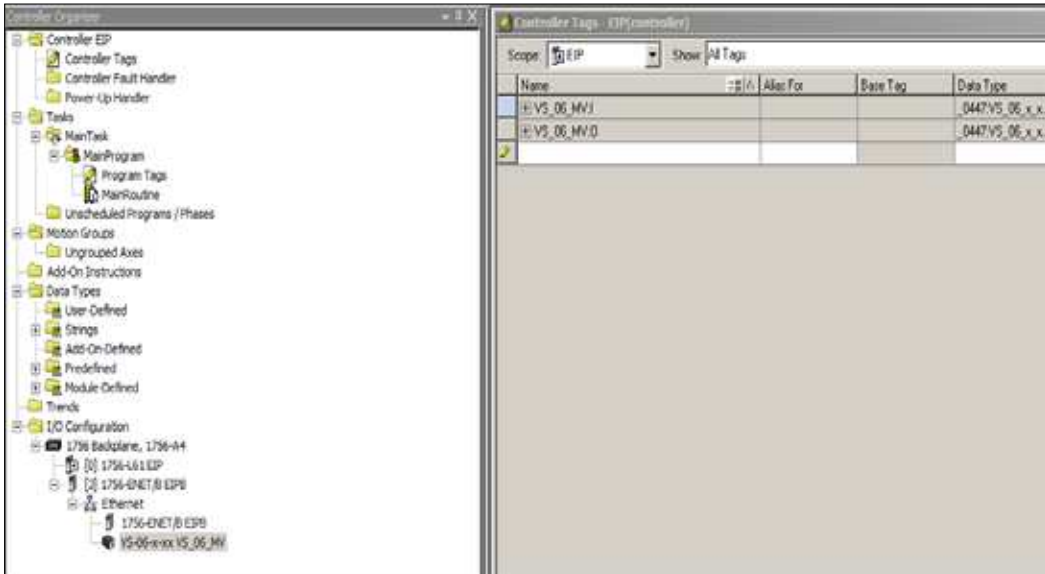 Controller Organizer
Controller EIP
Controller Tags
Controller Fault Handler
Power-Up Handler
Tasks
MainTask
MainProgram
Program Tags
MainRoutine
Unscheduled Programs / Phases
Motion Groups
Ungrouped Axes
Add-On Instructions
Data Types
User-Defined
Strings
Add-On-Defined
Predefined
Module-Defined
Trends
I/O Configuration
1756 Backplane, 1756-A4
[0] 1756-L61 EIP
1756-ENET/B EIPB
Ethernet
1756-ENET/B EIPB
VS-06-x-xx VS_06_MV
Controller Tags - EIP(controller)
Scope: EIP Show: All Tags
Name Alias For Base Tag Data Type
VS_06_MV:I _0447:VS_06_x_x
VS_06_MV:O _0447:VS_06_x_x